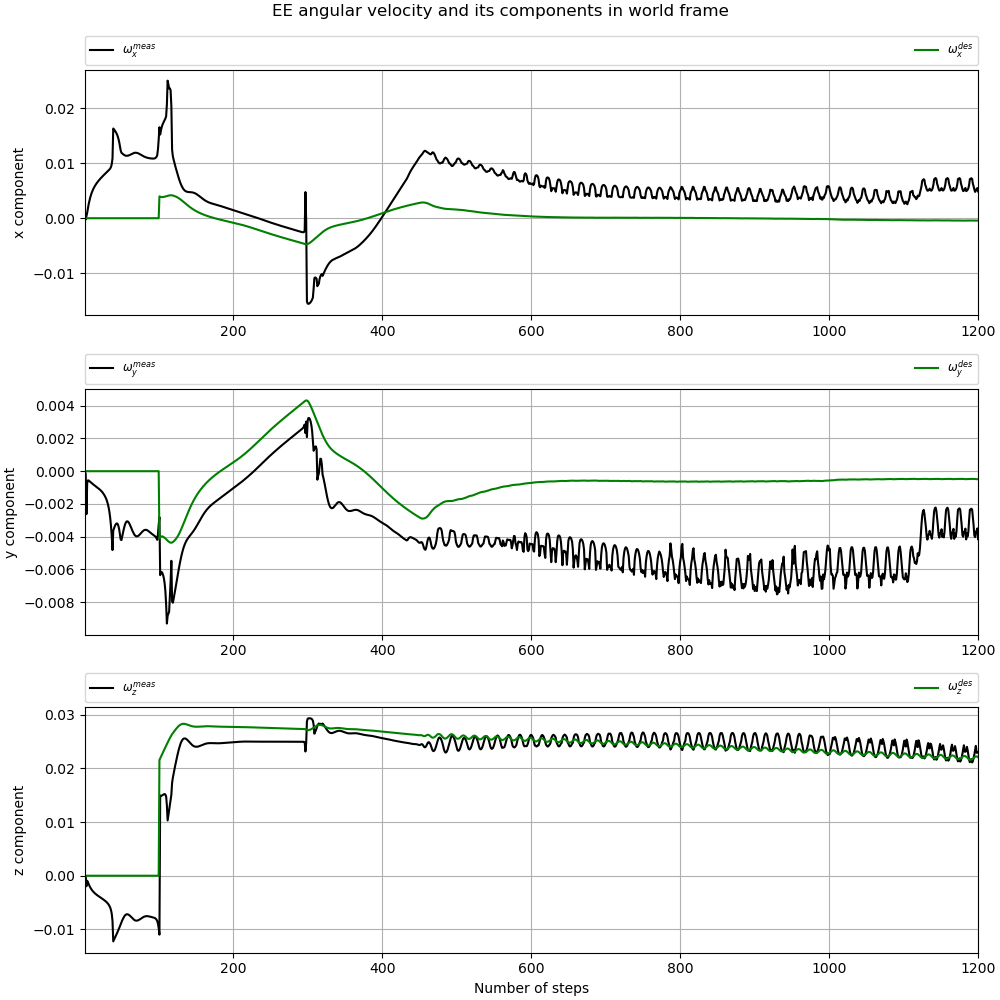 EE angular velocity and its components in world frame
ω_x^meas ω_x^des
0.02
0.01
0.00
−0.01
x component
200 400 600 800 1000 1200
ω_y^meas ω_y^des
0.004
0.002
0.000
−0.002
−0.004
−0.006
−0.008
y component
200 400 600 800 1000 1200
ω_z^meas ω_z^des
0.03
0.02
0.01
0.00
−0.01
z component
200 400 600 800 1000 1200
Number of steps